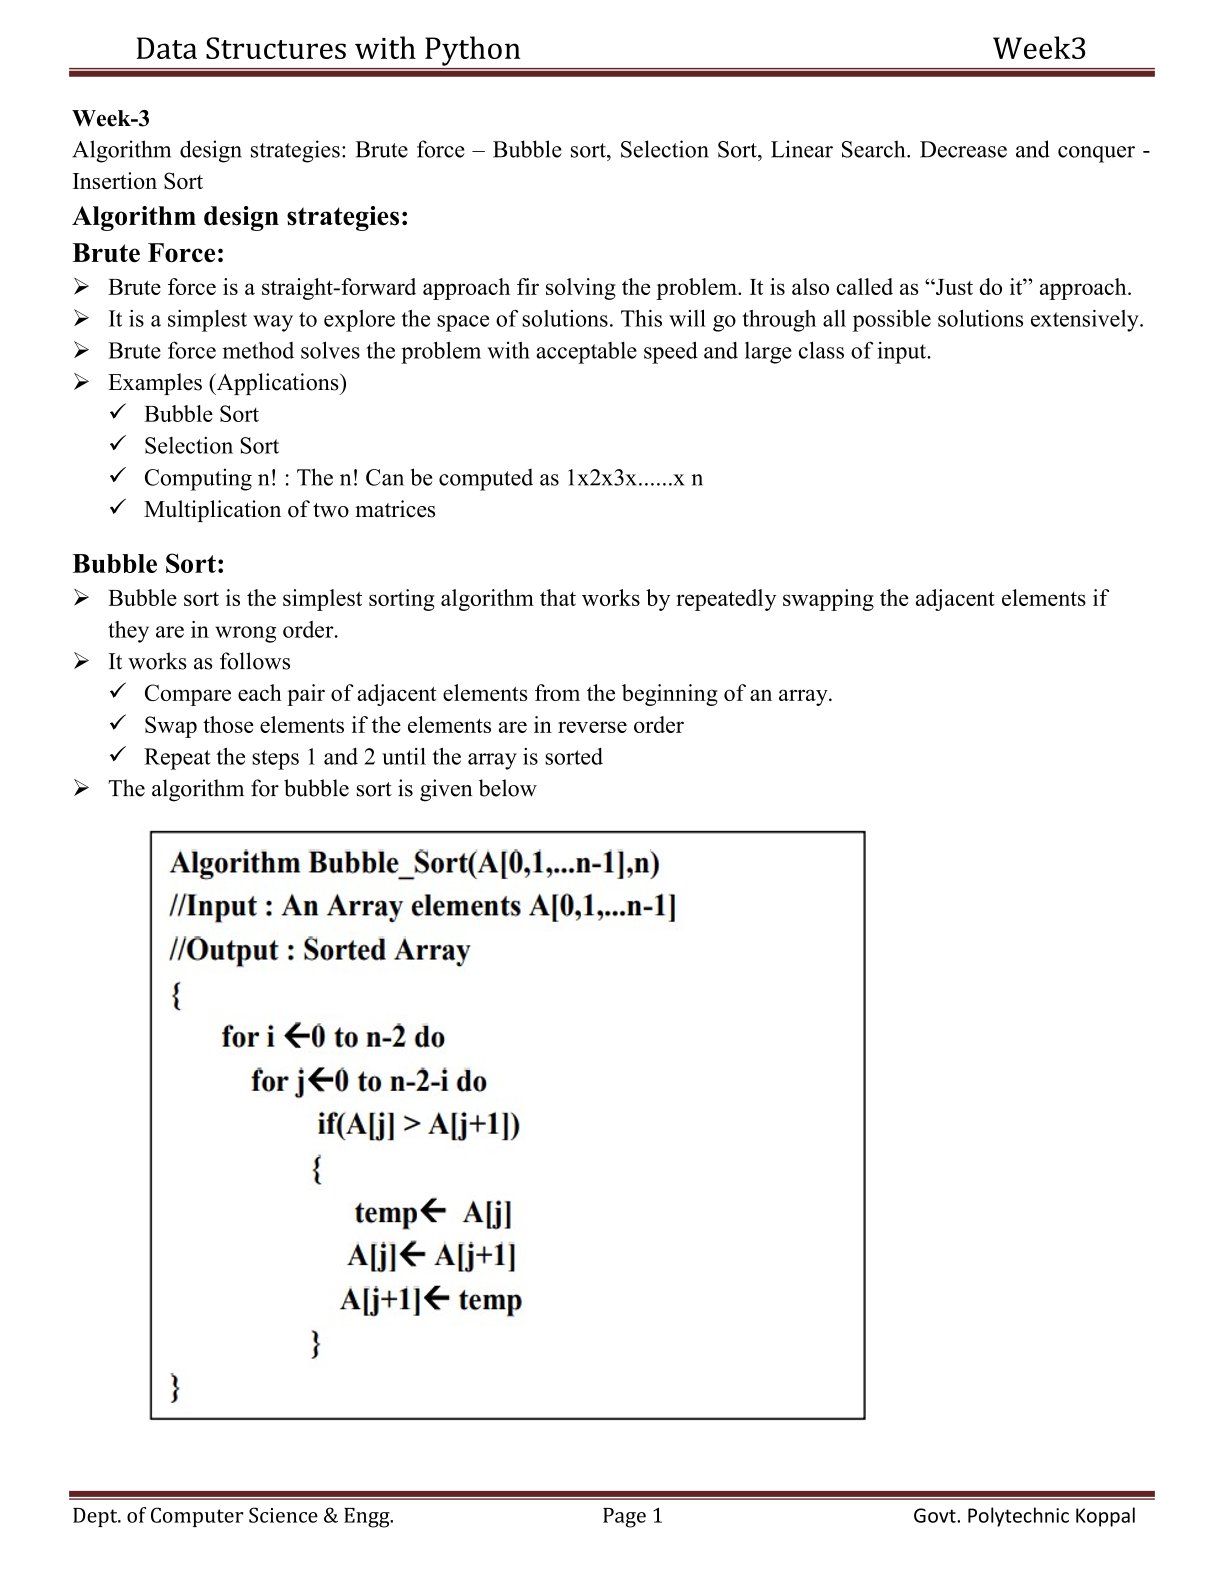 Data Structures with Python Week3
Week-3
Algorithm design strategies: Brute force – Bubble sort, Selection Sort, Linear Search. Decrease and conquer -
Insertion Sort
Algorithm design strategies:
Brute Force:
➢ Brute force is a straight-forward approach fir solving the problem. It is also called as “Just do it” approach.
➢ It is a simplest way to explore the space of solutions. This will go through all possible solutions extensively.
➢ Brute force method solves the problem with acceptable speed and large class of input.
➢ Examples (Applications)
✓ Bubble Sort
✓ Selection Sort
✓ Computing n! : The n! Can be computed as 1x2x3x......x n
✓ Multiplication of two matrices
Bubble Sort:
➢ Bubble sort is the simplest sorting algorithm that works by repeatedly swapping the adjacent elements if
they are in wrong order.
➢ It works as follows
✓ Compare each pair of adjacent elements from the beginning of an array.
✓ Swap those elements if the elements are in reverse order
✓ Repeat the steps 1 and 2 until the array is sorted
➢ The algorithm for bubble sort is given below
Algorithm Bubble_Sort(A[0,1,...n-1],n)
//Input : An Array elements A[0,1,...n-1]
//Output : Sorted Array
{
for i ←0 to n-2 do
for j←0 to n-2-i do
if(A[j] > A[j+1])
{
temp← A[j]
A[j]← A[j+1]
A[j+1]← temp
}
}
Dept. of Computer Science & Engg. Page 1 Govt. Polytechnic Koppal